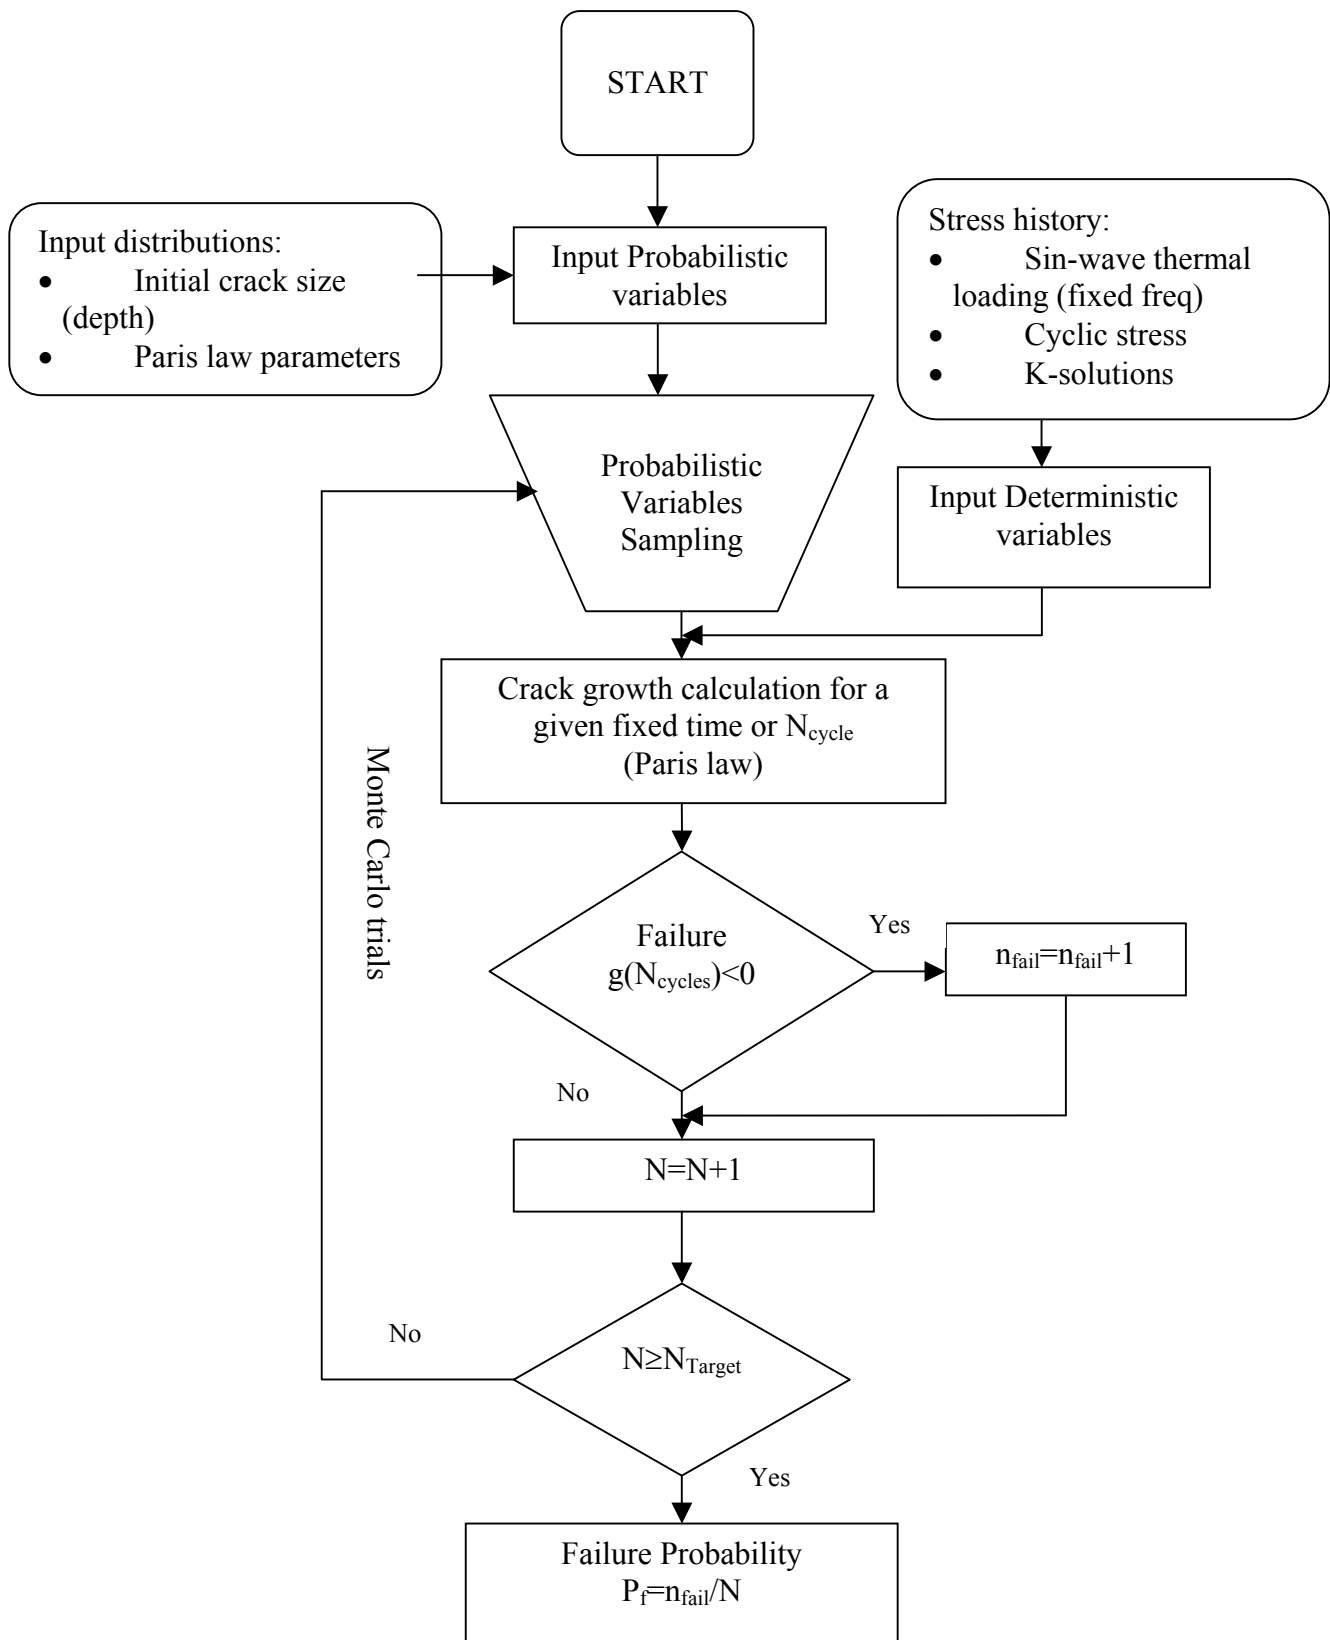 START
Input distributions:
• Initial crack size
(depth)
• Paris law parameters
Input Probabilistic
variables
Stress history:
• Sin-wave thermal
loading (fixed freq)
• Cyclic stress
• K-solutions
Probabilistic
Variables
Sampling
Input Deterministic
variables
Crack growth calculation for a
given fixed time or Ncycle
(Paris law)
Monte Carlo trials
Failure
g(Ncycles)<0
Yes
nfail=nfail+1
No
N=N+1
No
N≥NTarget
Yes
Failure Probability
Pf=nfail/N